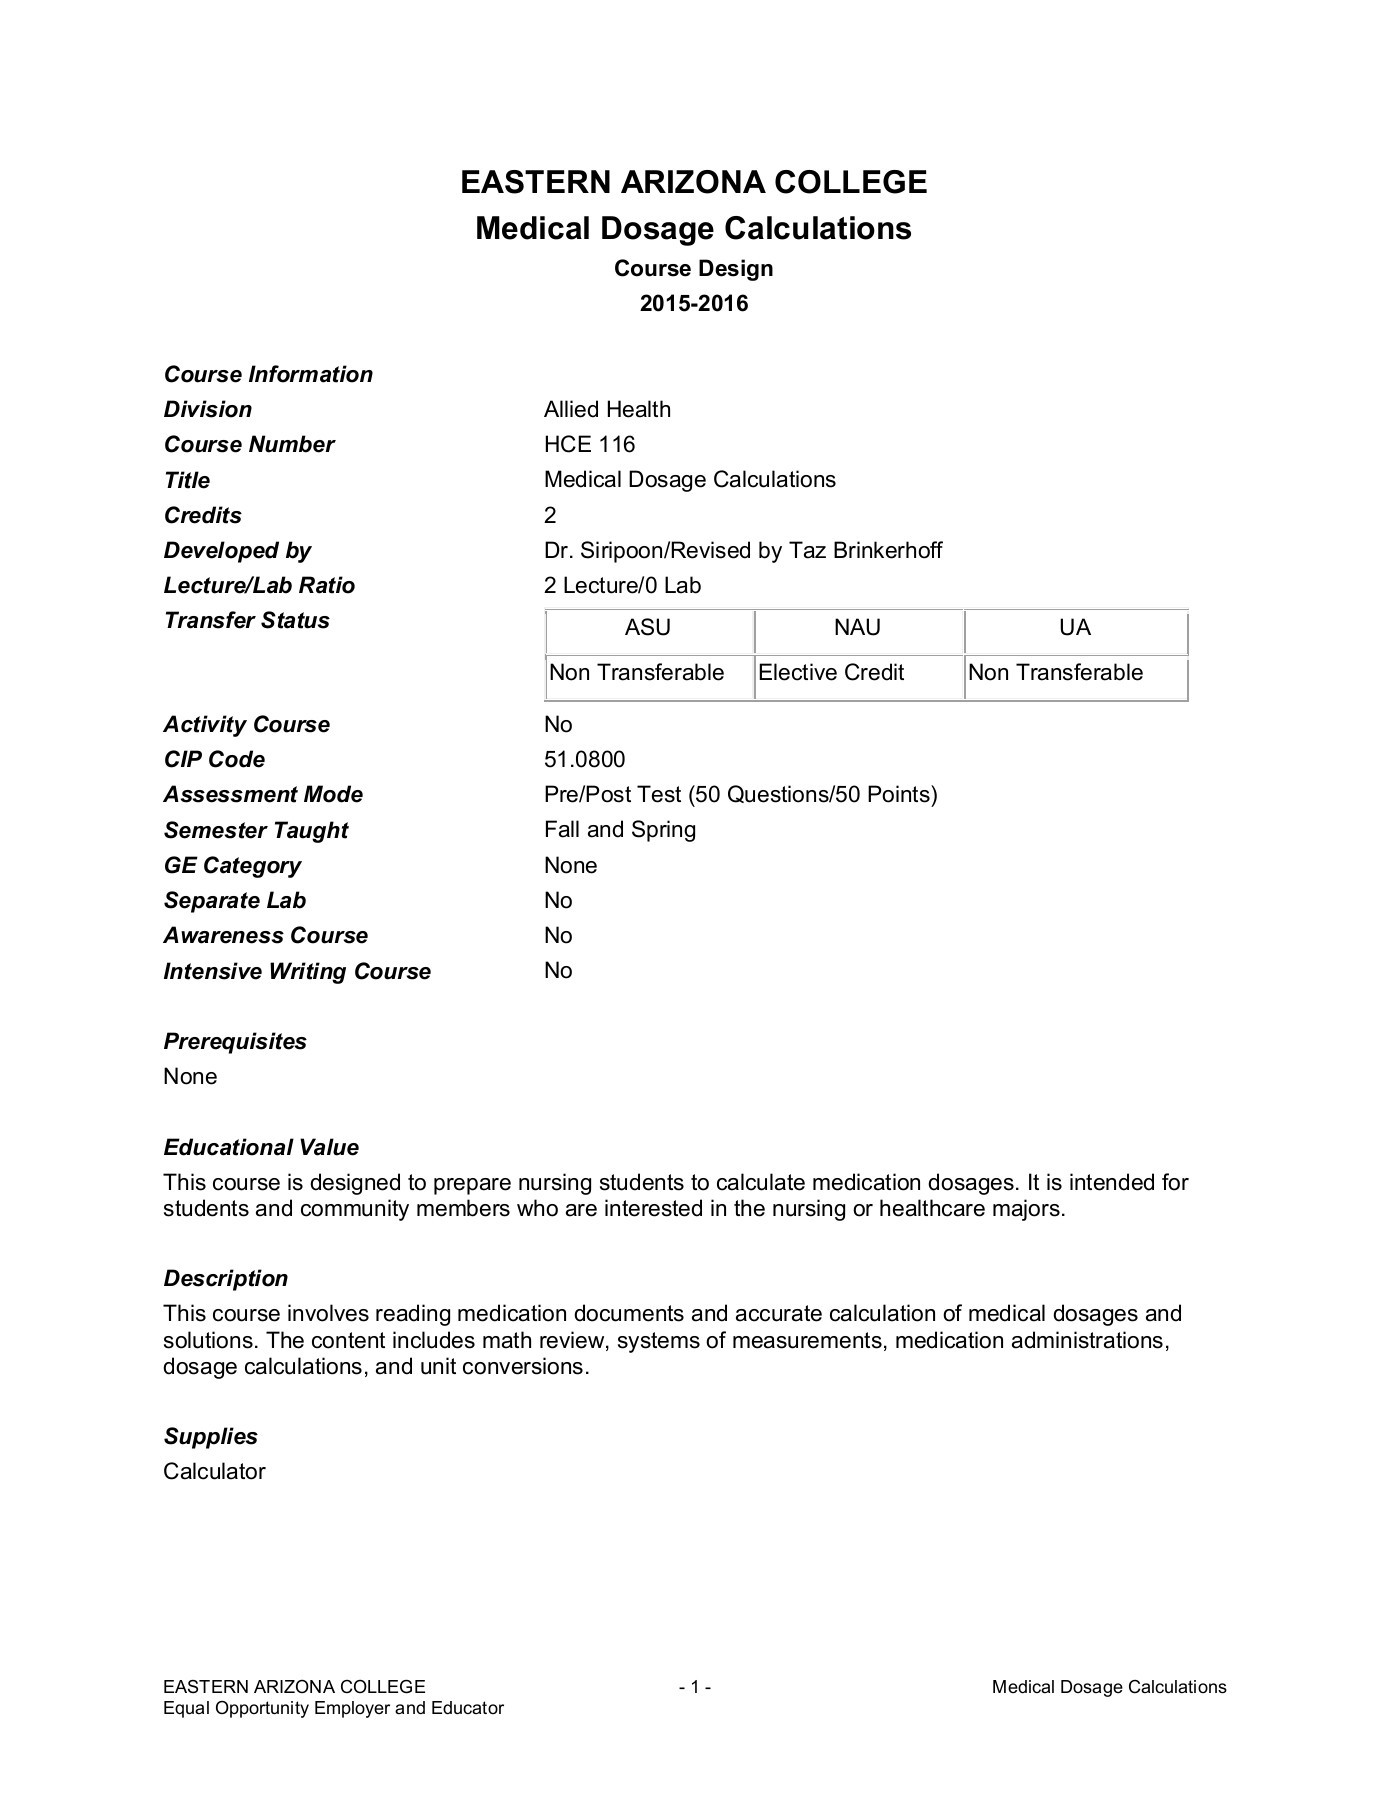 EASTERN ARIZONA COLLEGE
Medical Dosage Calculations
Course Design
2015-2016
Course Information
Division Allied Health
Course Number HCE 116
Title Medical Dosage Calculations
Credits 2
Developed by Dr. Siripoon/Revised by Taz Brinkerhoff
Lecture/Lab Ratio 2 Lecture/0 Lab
Transfer Status ASU NAU UA
Non Transferable Elective Credit Non Transferable
Activity Course No
CIP Code 51.0800
Assessment Mode Pre/Post Test (50 Questions/50 Points)
Semester Taught Fall and Spring
GE Category None
Separate Lab No
Awareness Course No
Intensive Writing Course No
Prerequisites
None
Educational Value
This course is designed to prepare nursing students to calculate medication dosages. It is intended for
students and community members who are interested in the nursing or healthcare majors.
Description
This course involves reading medication documents and accurate calculation of medical dosages and
solutions. The content includes math review, systems of measurements, medication administrations,
dosage calculations, and unit conversions.
Supplies
Calculator
EASTERN ARIZONA COLLEGE - 1 - Medical Dosage Calculations
Equal Opportunity Employer and Educator